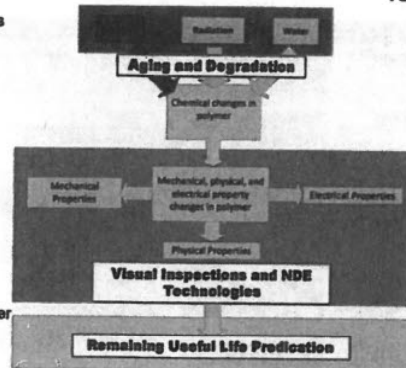 s
Radiation
Water
Aging and Degradation
Chemical changes in
polymer
Mechanical, physical, and
electrical property
changes in polymer
Mechanical
Properties
Electrical Properties
Physical Properties
Visual Inspections and NDE
Technologies
er
Remaining Useful Life Predication